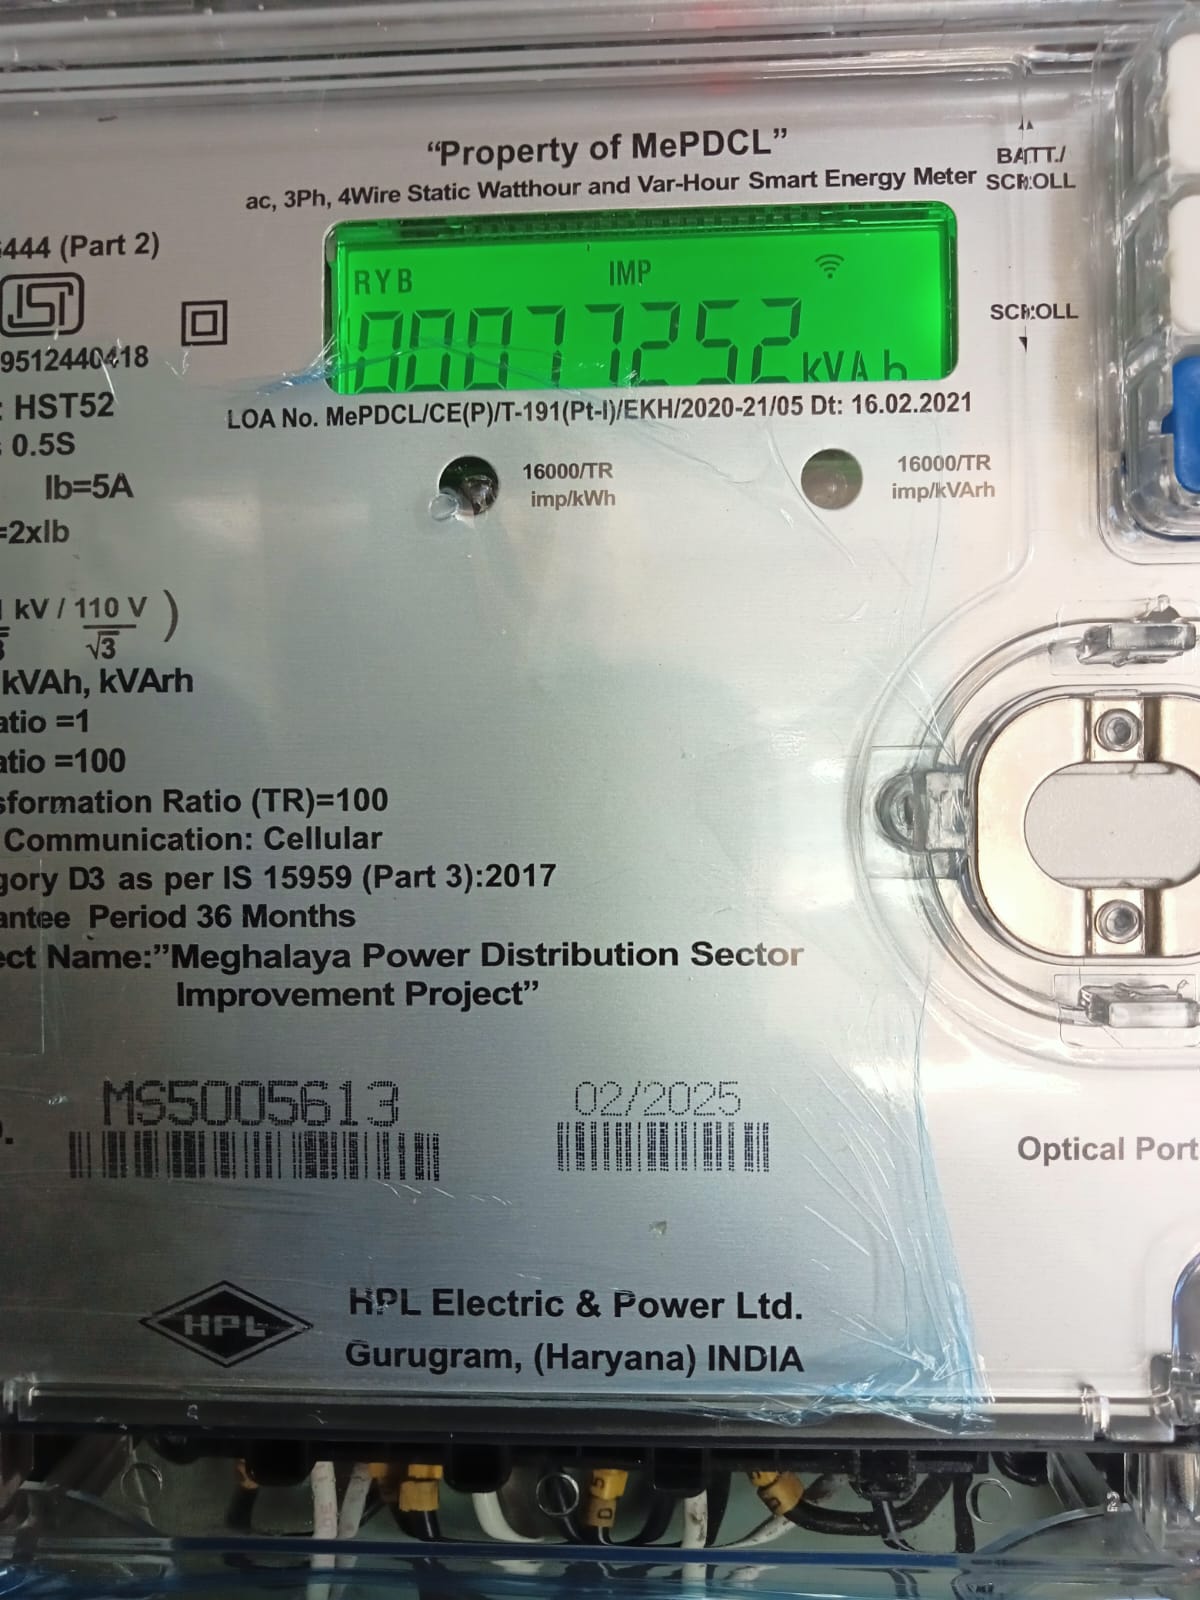 “Property of MePDCL”
ac, 3Ph, 4Wire Static Watthour and Var-Hour Smart Energy Meter
BATT./
SCROLL
444 (Part 2)
RYB IMP
00077252 kVAh
SCROLL
9512440418
LOA No. MePDCL/CE(P)/T-191(Pt-I)/EKH/2020-21/05 Dt: 16.02.2021
: HST52
0.5S
16000/TR
imp/kWh
16000/TR
imp/kVArh
Ib=5A
=2xIb
kV / 110 V )
√3
kVAh, kVArh
atio =1
atio =100
sformation Ratio (TR)=100
Communication: Cellular
gory D3 as per IS 15959 (Part 3):2017
antee Period 36 Months
ect Name:”Meghalaya Power Distribution Sector
Improvement Project”
MS5005613
02/2025
Optical Port
HPL
HPL Electric & Power Ltd.
Gurugram, (Haryana) INDIA